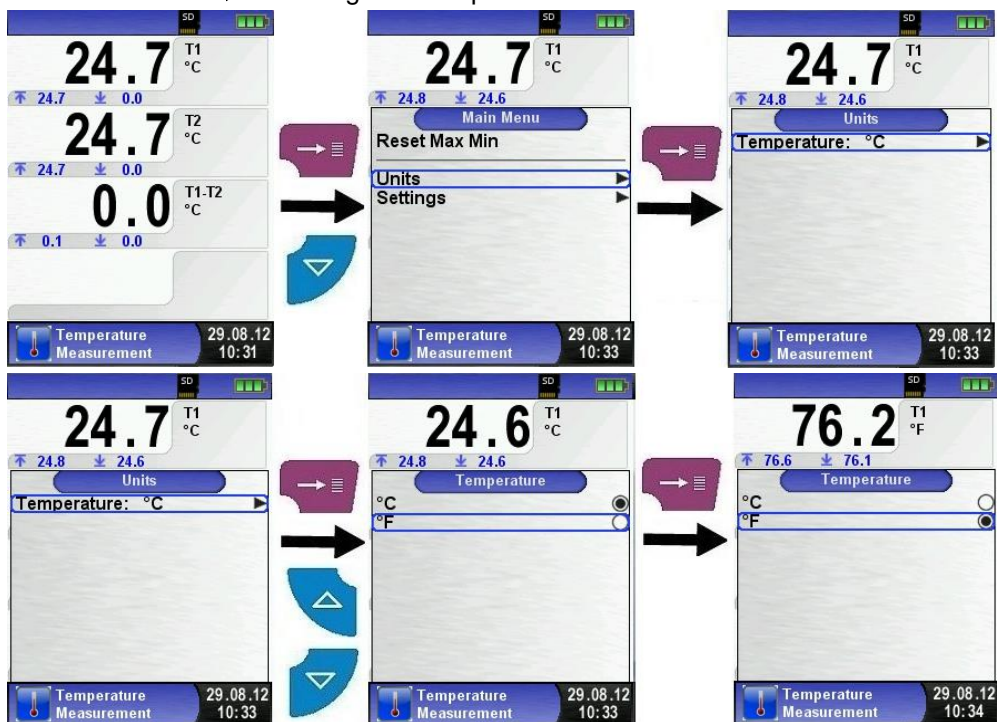 SD
24.7 T1 °C
24.7 0.0
24.7 T2 °C
24.7 0.0
0.0 T1-T2 °C
0.1 0.0
Temperature Measurement
29.08.12
10:31
SD
24.7 T1 °C
24.8 24.6
Main Menu
Reset Max Min
Units
Settings
Temperature Measurement
29.08.12
10:33
SD
24.7 T1 °C
24.8 24.6
Units
Temperature: °C
Temperature Measurement
29.08.12
10:33
SD
24.7 T1 °C
24.8 24.6
Units
Temperature: °C
Temperature Measurement
29.08.12
10:33
SD
24.6 T1 °C
24.8 24.6
Temperature
°C
°F
Temperature Measurement
29.08.12
10:33
SD
76.2 T1 °F
76.6 76.1
Temperature
°C
°F
Temperature Measurement
29.08.12
10:34